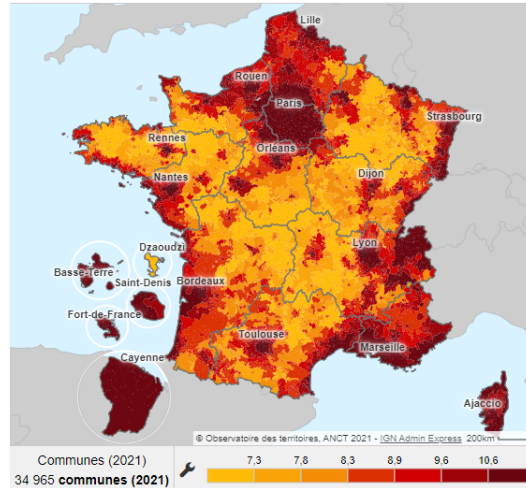 Lille
Rouen
Paris
Strasbourg
Rennes
Orléans
Nantes
Dijon
Dzaoudzi
Lyon
Basse-Terre
Saint-Denis
Bordeaux
Fort-de-France
Toulouse
Marseille
Cayenne
Ajaccio
© Observatoire des territoires, ANCT 2021 - IGN Admin Express 200km
Communes (2021)
34 965 communes (2021)
7,3 7,8 8,3 8,9 9,6 10,6